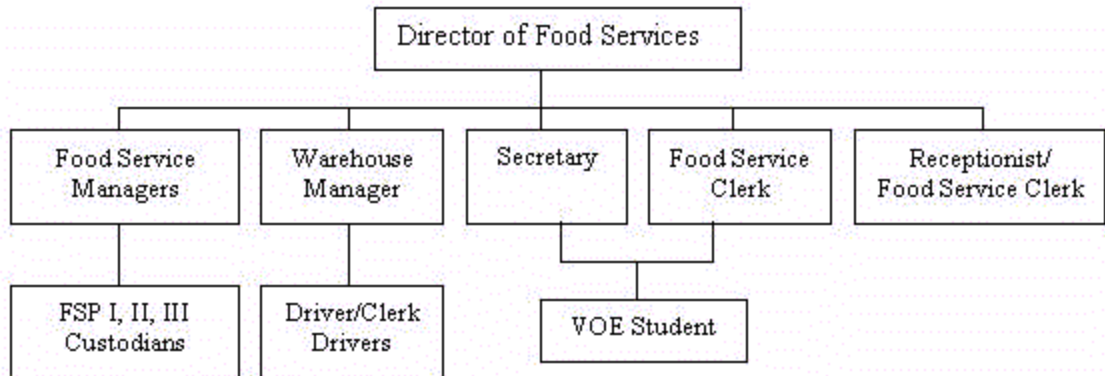 Director of Food Services
Food Service
Managers
Warehouse
Manager
Secretary
Food Service
Clerk
Receptionist/
Food Service Clerk
FSP I, II, III
Custodians
Driver/Clerk
Drivers
VOE Student